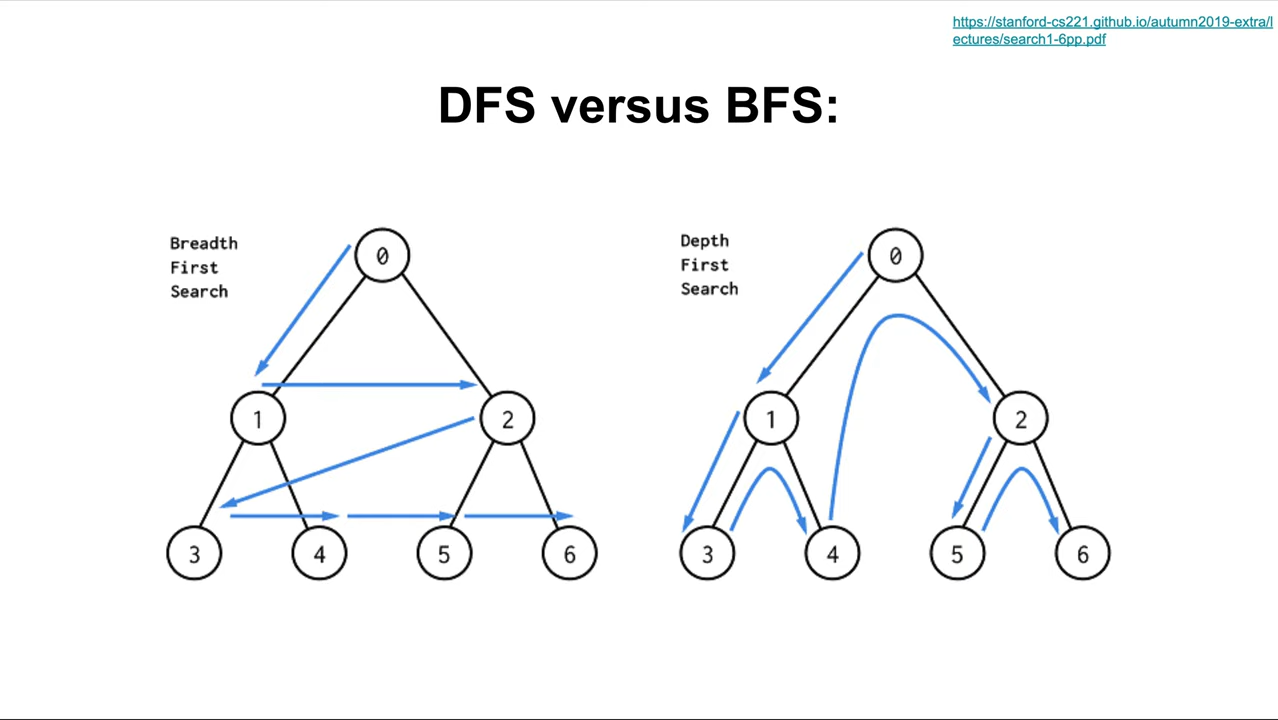 https://stanford-cs221.github.io/autumn2019-extra/l
ectures/search1-6pp.pdf
DFS versus BFS:
Breadth
First
Search
0
1
2
3
4
5
6
Depth
First
Search
0
1
2
3
4
5
6